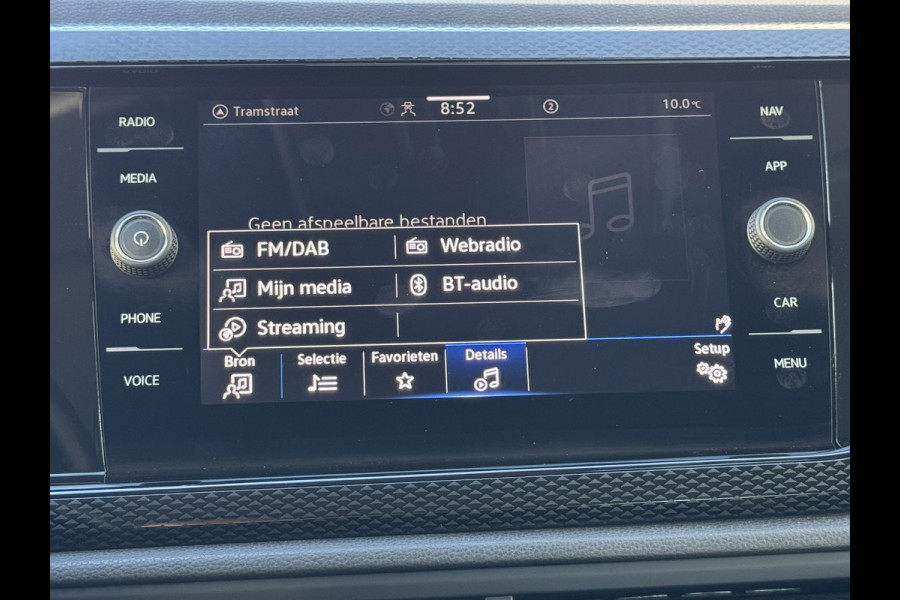 RADIO
MEDIA
PHONE
VOICE
Tramstraat
8:52
2
10.0°C
Geen afspeelbare bestanden
FM/DAB
Webradio
Mijn media
BT-audio
Streaming
Bron
Selectie
Favorieten
Details
Setup
NAV
APP
CAR
MENU